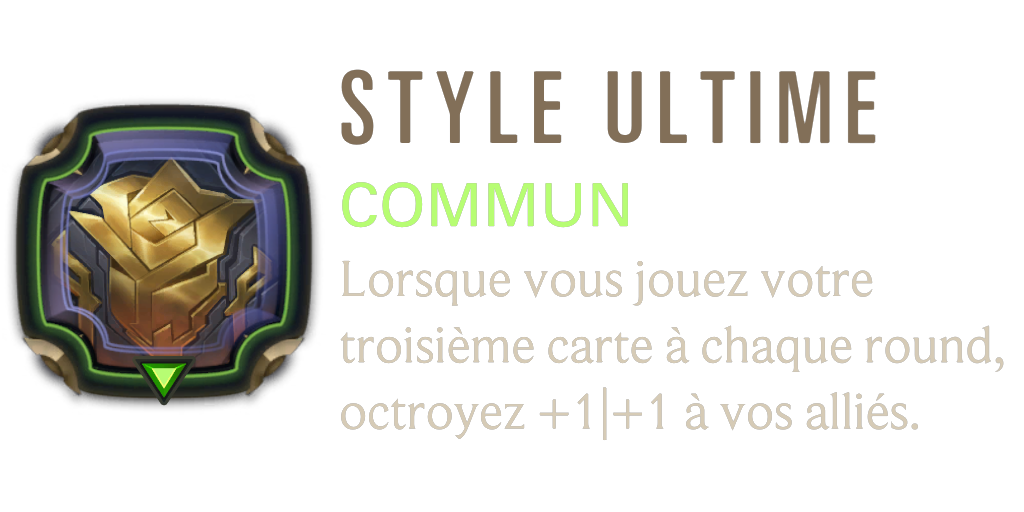 STYLE ULTIME
COMMUN
Lorsque vous jouez votre
troisième carte à chaque round,
octroyez +1|+1 à vos alliés.